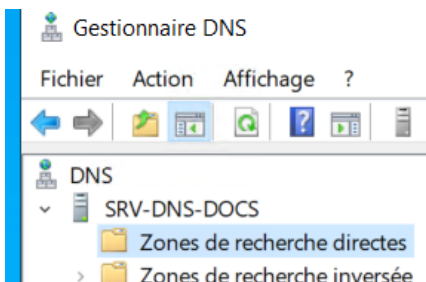 Gestionnaire DNS
Fichier Action Affichage ?
DNS
SRV-DNS-DOCS
Zones de recherche directes
Zones de recherche inversée